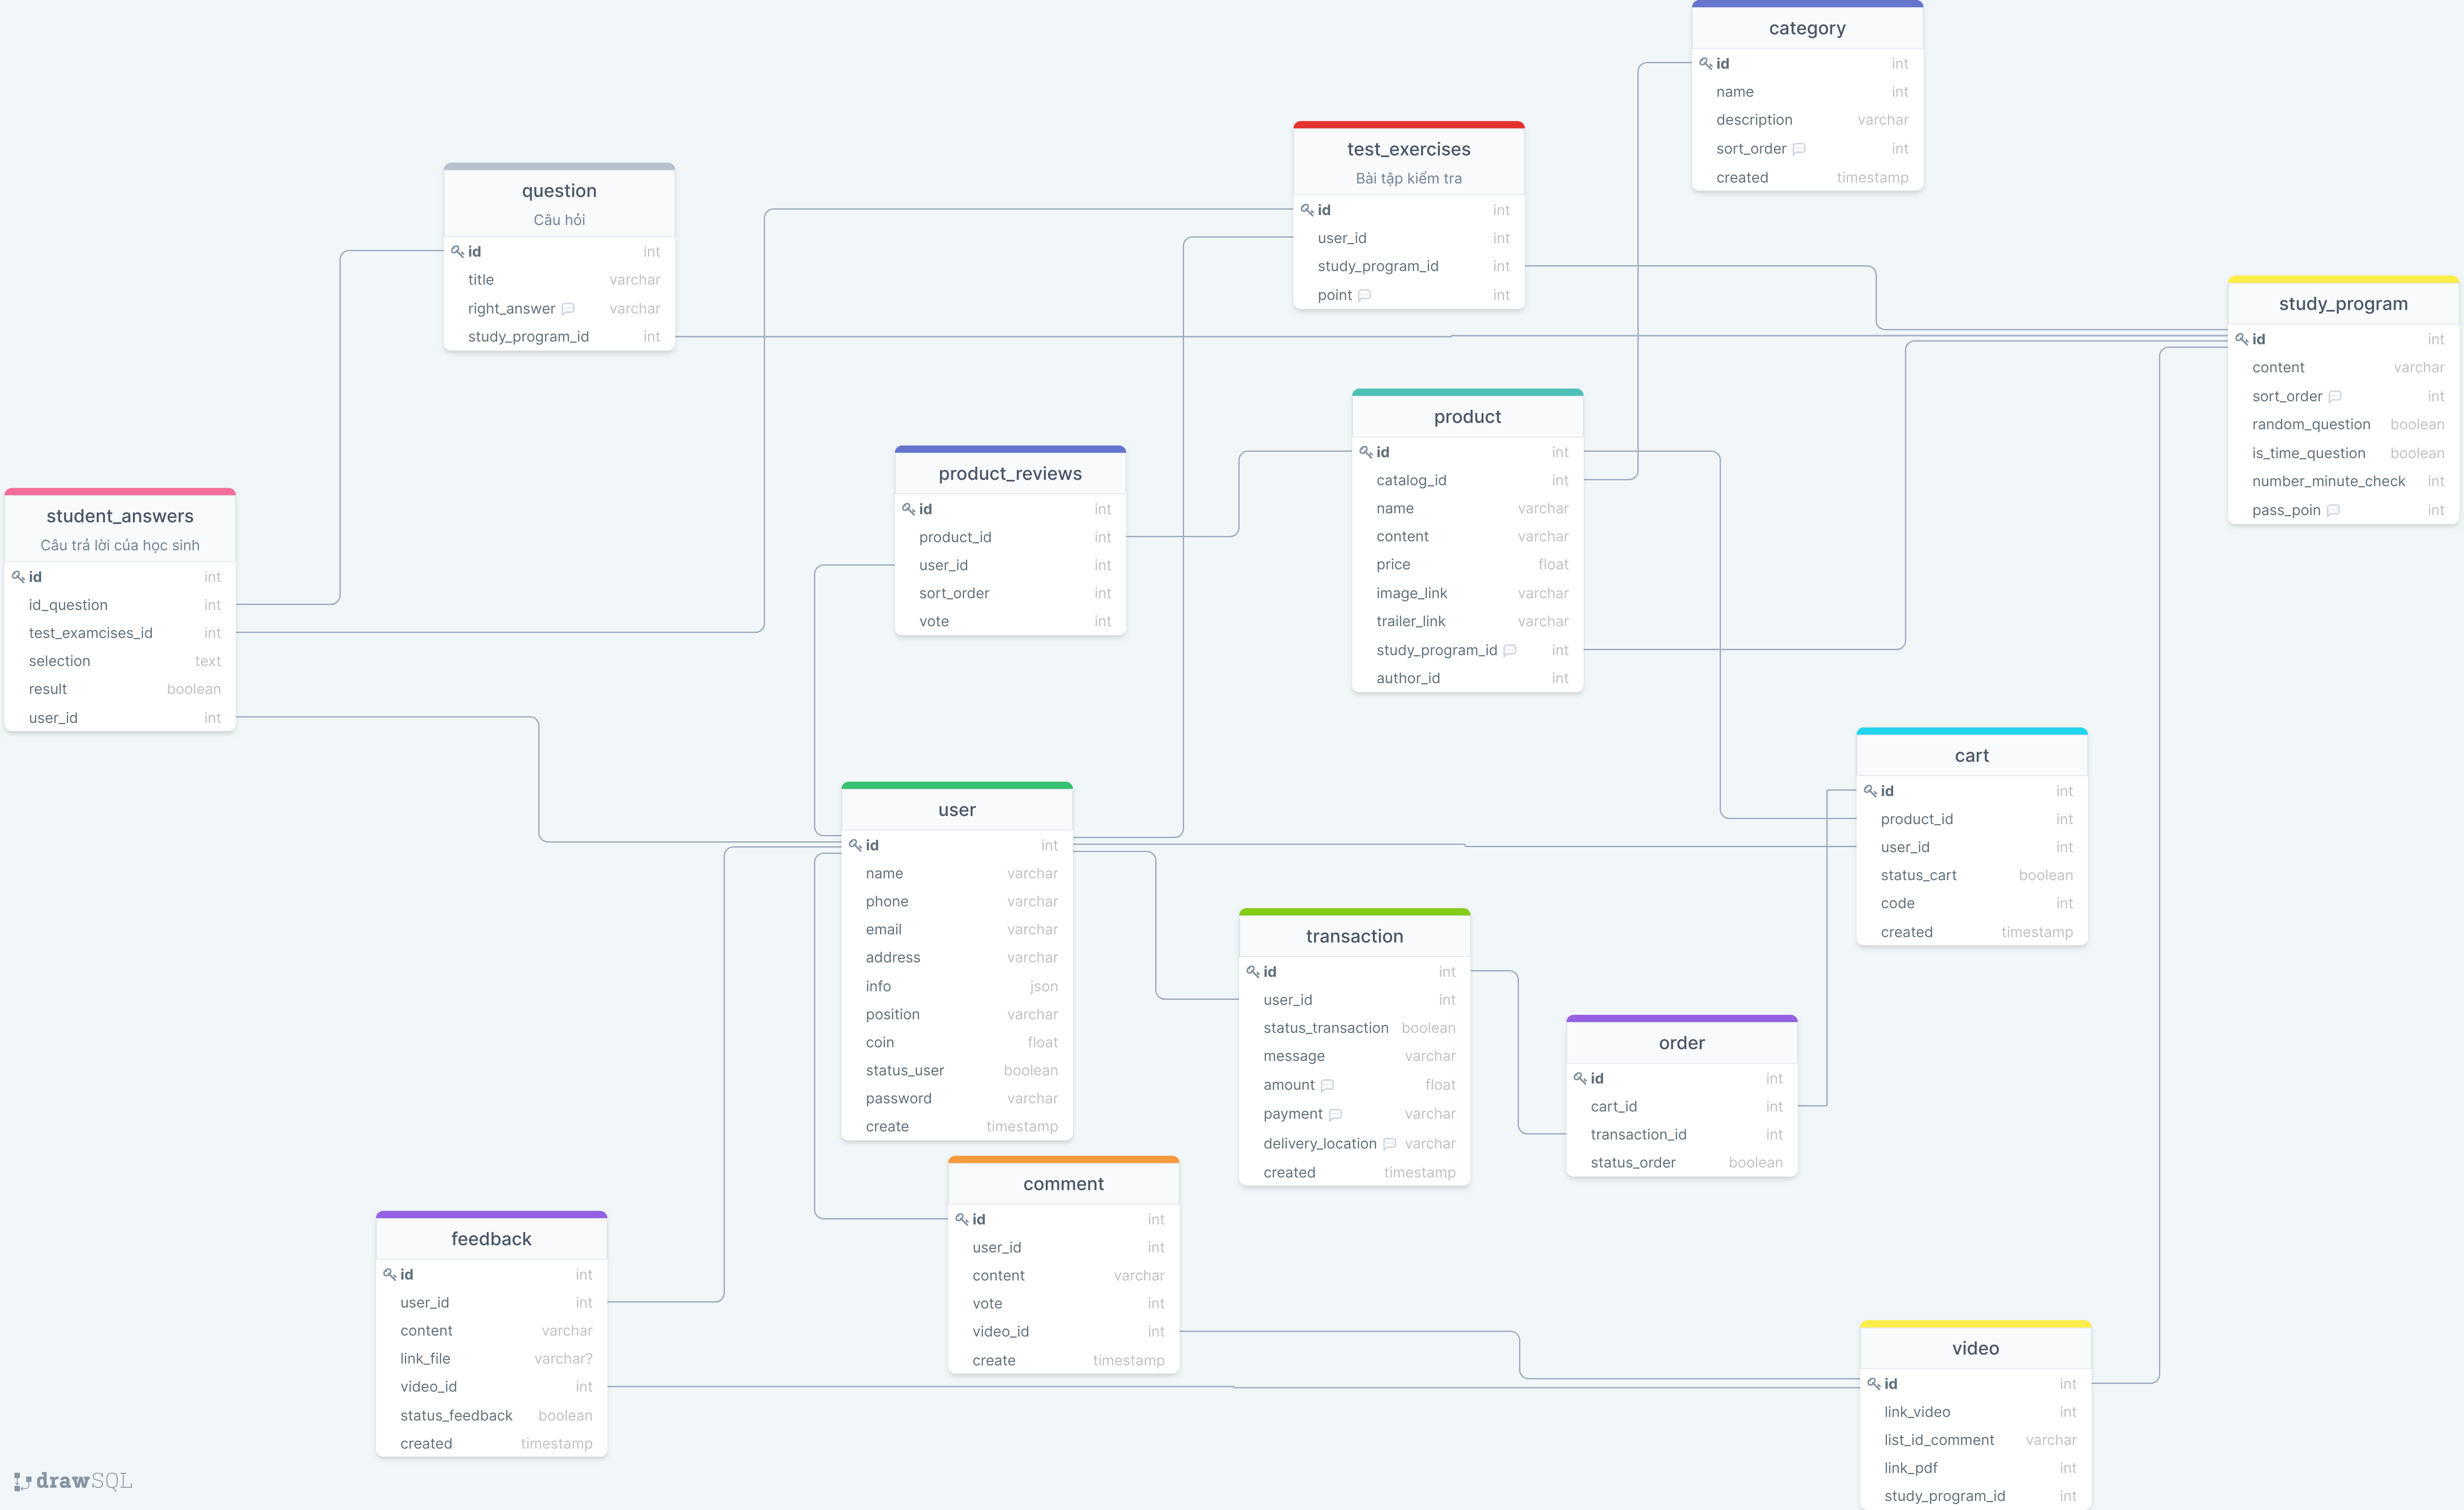 category
id int
name int
description varchar
sort_order int
created timestamp
test_exercises
Bài tập kiểm tra
id int
user_id int
study_program_id int
point int
question
Câu hỏi
id int
title varchar
right_answer varchar
study_program_id int
study_program
id int
content varchar
sort_order int
random_question boolean
is_time_question boolean
number_minute_check int
pass_poin int
product
id int
catalog_id int
name varchar
content varchar
price float
image_link varchar
trailer_link varchar
study_program_id int
author_id int
product_reviews
id int
product_id int
user_id int
sort_order int
vote int
student_answers
Câu trả lời của học sinh
id int
id_question int
test_examcises_id int
selection text
result boolean
user_id int
cart
id int
product_id int
user_id int
status_cart boolean
code int
created timestamp
user
id int
name varchar
phone varchar
email varchar
address varchar
info json
position varchar
coin float
status_user boolean
password varchar
create timestamp
transaction
id int
user_id int
status_transaction boolean
message varchar
amount float
payment varchar
delivery_location varchar
created timestamp
order
id int
cart_id int
transaction_id int
status_order boolean
comment
id int
user_id int
content varchar
vote int
video_id int
create timestamp
feedback
id int
user_id int
content varchar
link_file varchar?
video_id int
status_feedback boolean
created timestamp
video
id int
link_video int
list_id_comment varchar
link_pdf int
study_program_id int
drawSQL